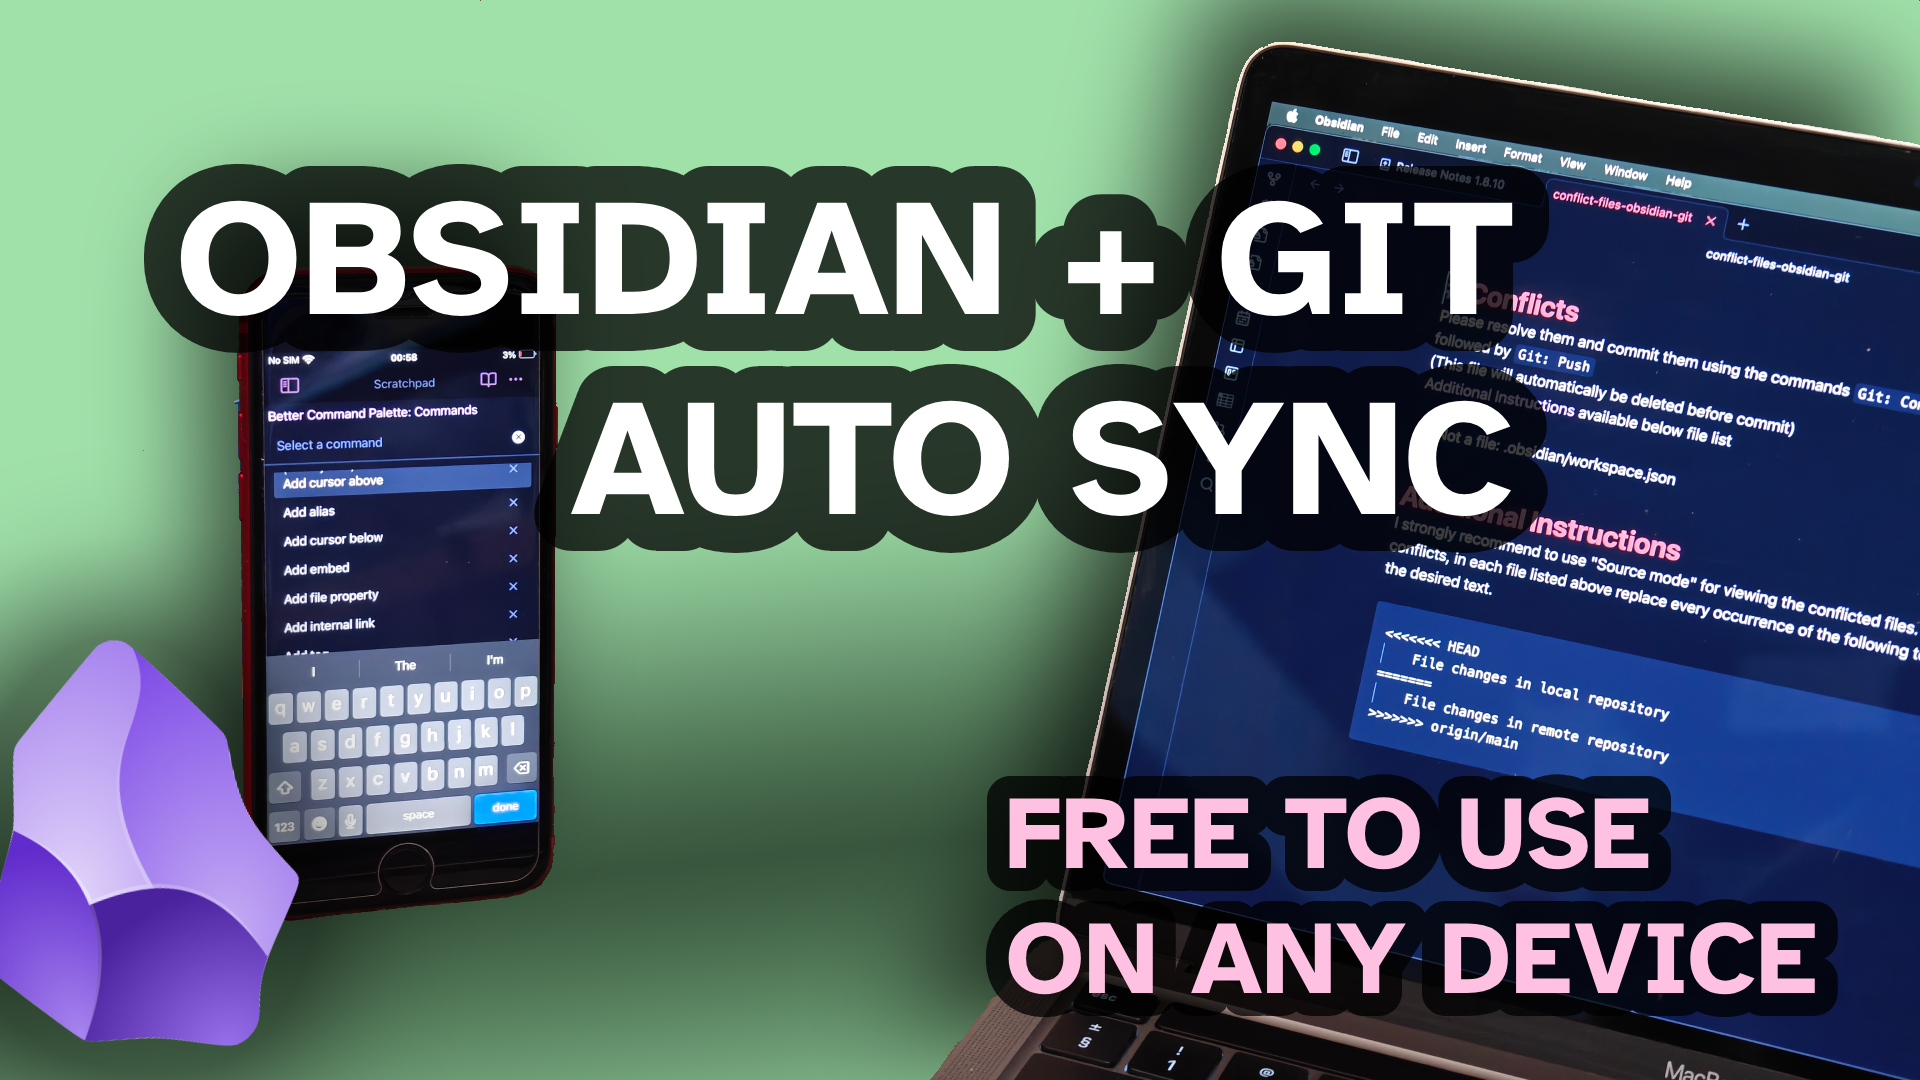 OBSIDIAN + GIT
AUTO SYNC
FREE TO USE
ON ANY DEVICE
No SIM 00:58 3%
Scratchpad
Better Command Palette: Commands
Select a command
Add cursor above
Add alias
Add cursor below
Add embed
Add file property
Add internal link
I The I'm
q w e r t y u i o p
a s d f g h j k l
z x c v b n m
123 space done
Obsidian File Edit Insert Format View Window Help
Release Notes 1.8.10
conflict-files-obsidian-git
conflict-files-obsidian-git
Conflicts
Please resolve them and commit them using the commands Git: Co
followed by Git: Push
(This file will automatically be deleted before commit)
Additional Instructions available below file list
Not a file: .obsidian/workspace.json
Additional Instructions
I strongly recommend to use "Source mode" for viewing the conflicted files.
conflicts, in each file listed above replace every occurrence of the following
the desired text.
<<<<<<< HEAD
File changes in local repository
=======
File changes in remote repository
>>>>>>> origin/main
esc
± § ! 1 @
MacB